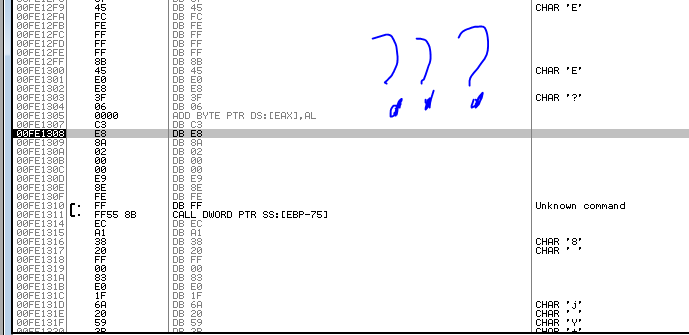 00FE12F9 45 DB 45 CHAR 'E'
00FE12FA FC DB FC
00FE12FB FE DB FE
00FE12FC FF DB FF
00FE12FD FF DB FF
00FE12FE FF DB FF
00FE12FF 8B DB 8B
00FE1300 45 DB 45 CHAR 'E'
00FE1301 E0 DB E0
00FE1302 E8 DB E8
00FE1303 3F DB 3F CHAR '?'
00FE1304 06 DB 06
00FE1305 0000 ADD BYTE PTR DS:[EAX],AL
00FE1307 C3 DB C3
00FE1308 E8 DB E8
00FE1309 8A DB 8A
00FE130A 02 DB 02
00FE130B 00 DB 00
00FE130C 00 DB 00
00FE130D E9 DB E9
00FE130E 8E DB 8E
00FE130F FE DB FE
00FE1310 FF DB FF Unknown command
00FE1311 FF55 8B CALL DWORD PTR SS:[EBP-75]
00FE1314 EC DB EC
00FE1315 A1 DB A1
00FE1316 38 DB 38 CHAR '8'
00FE1317 20 DB 20 CHAR ' '
00FE1318 FF DB FF
00FE1319 00 DB 00
00FE131A 83 DB 83
00FE131B E0 DB E0
00FE131C 1F DB 1F
00FE131D 6A DB 6A CHAR 'j'
00FE131E 20 DB 20 CHAR ' '
00FE131F 59 DB 59 CHAR 'Y'
???